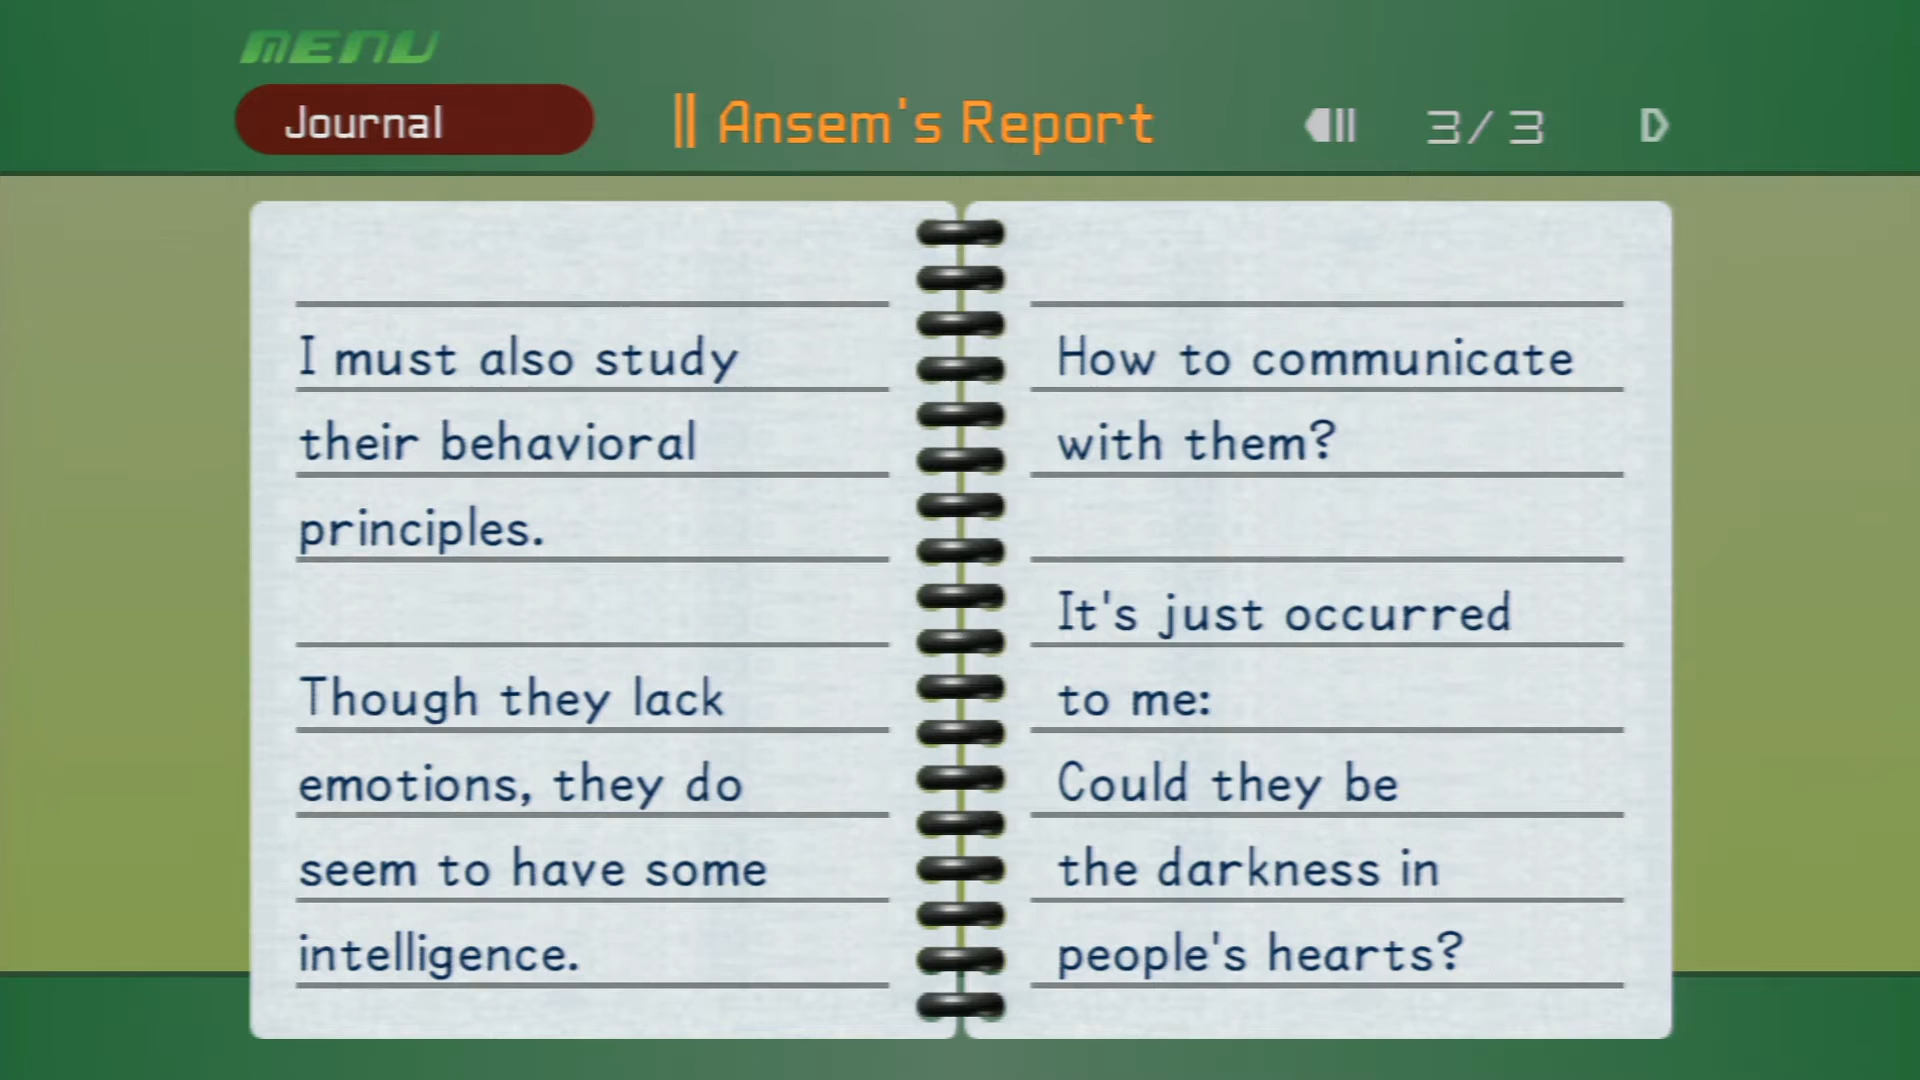 MENU
Journal
Ansem's Report
3/3
I must also study
their behavioral
principles.
Though they lack
emotions, they do
seem to have some
intelligence.
How to communicate
with them?
It's just occurred
to me:
Could they be
the darkness in
people's hearts?